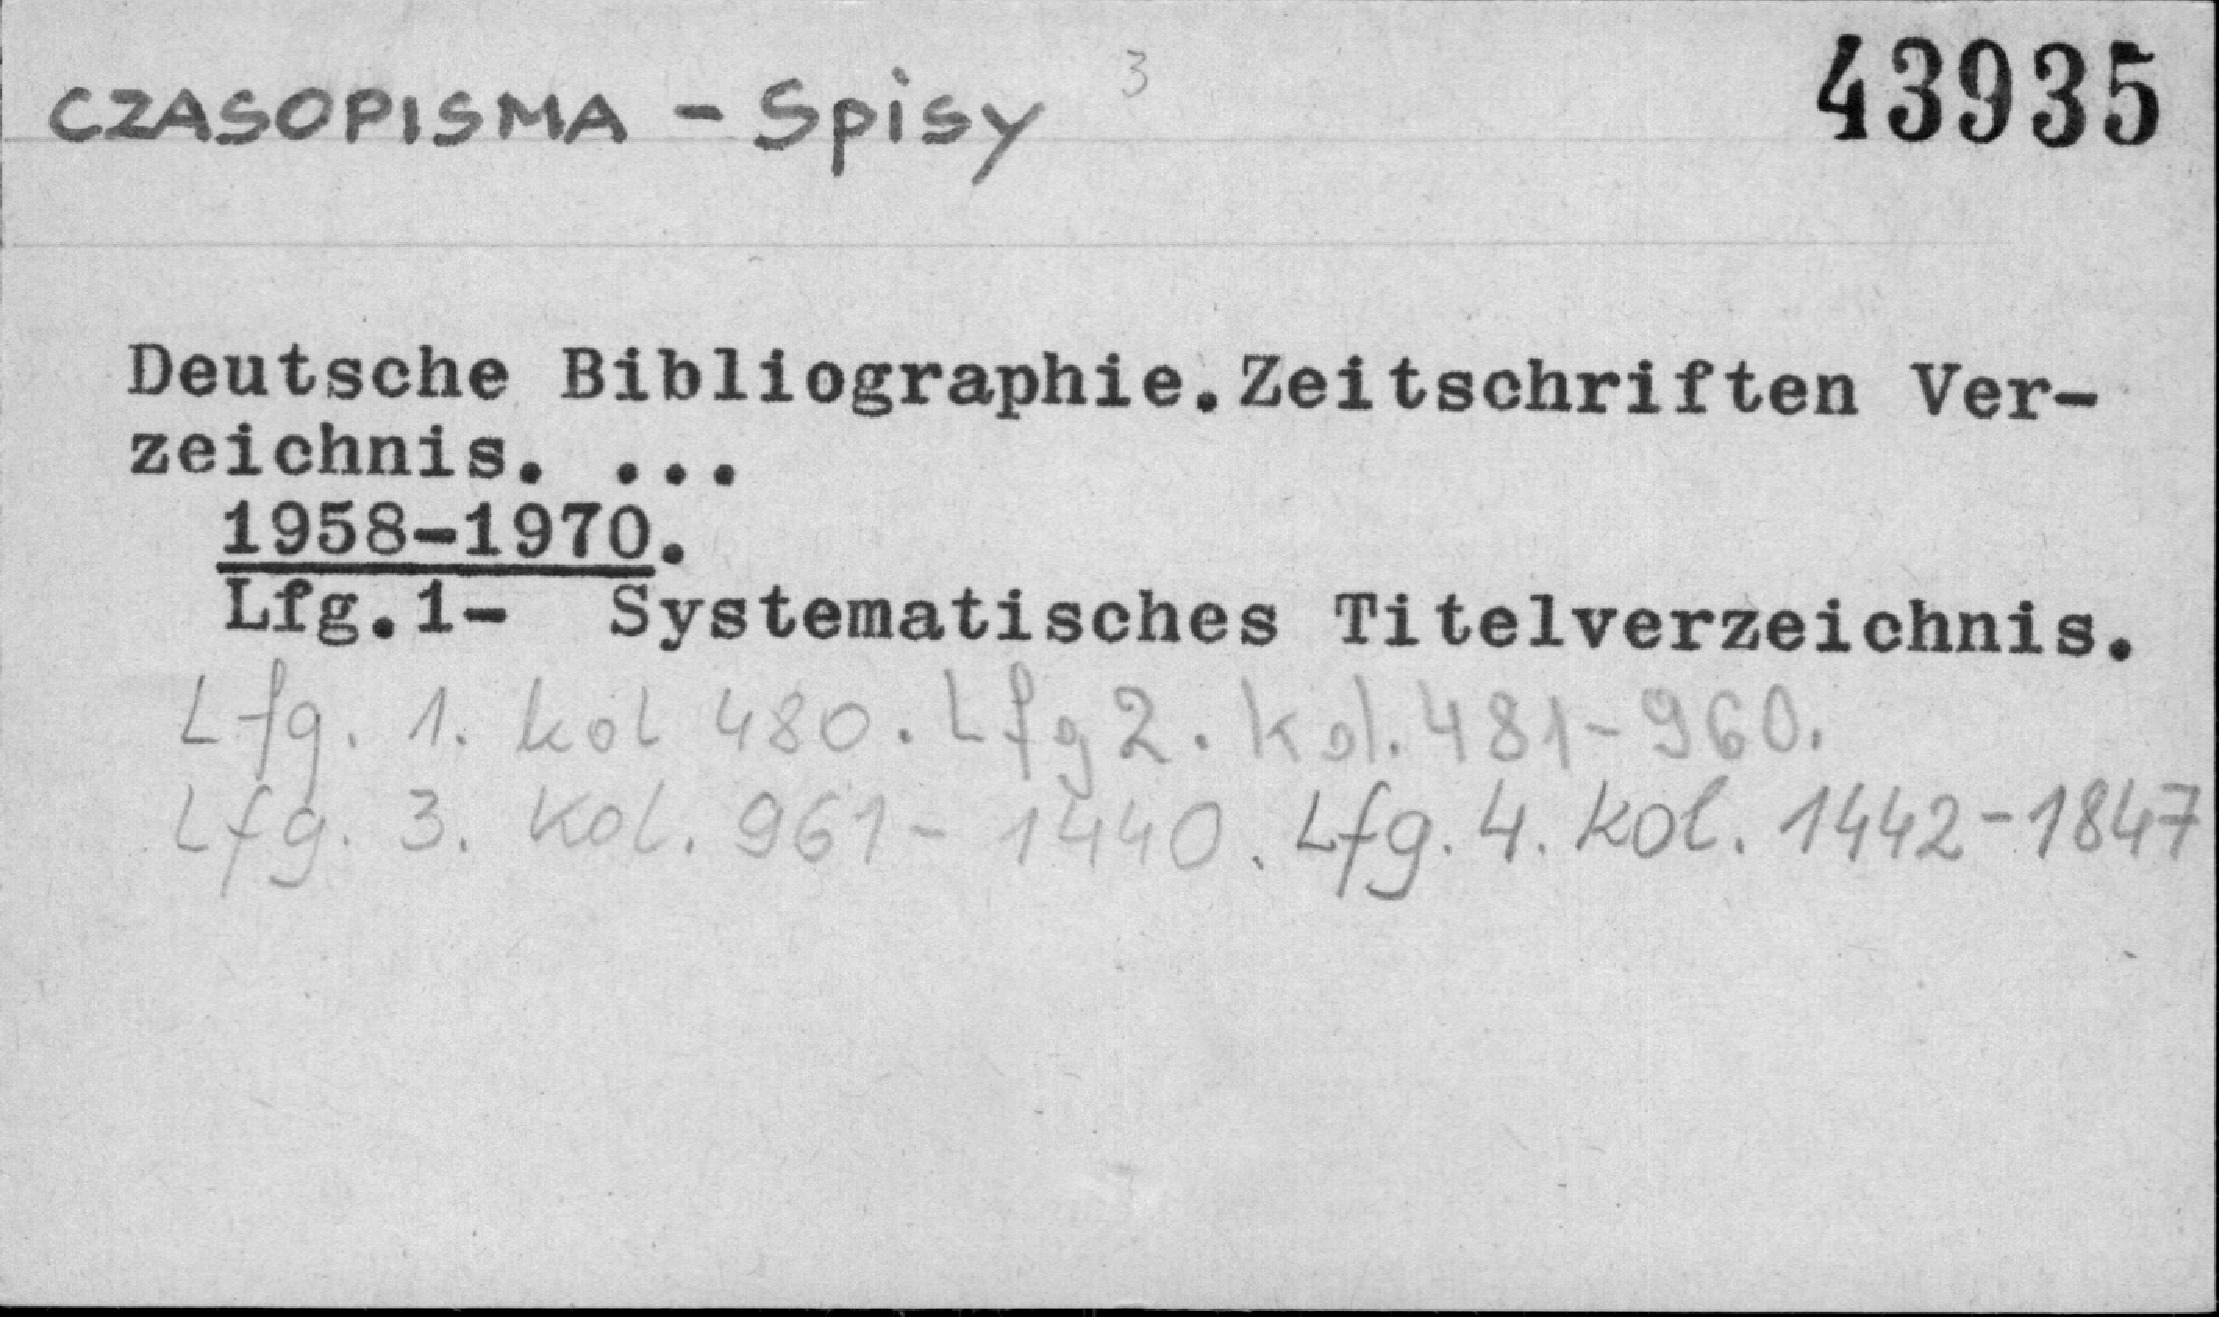 CZASOPISMA - Spisy 3 43935
Deutsche Bibliographie. Zeitschriften Ver-
zeichnis. ...
1958-1970.
Lfg.1- Systematisches Titelverzeichnis.
Lfg. 1. kol 480. Lfg 2. kol. 481-960.
Lfg. 3. kol. 961-1440. Lfg. 4. kol. 1442-1847